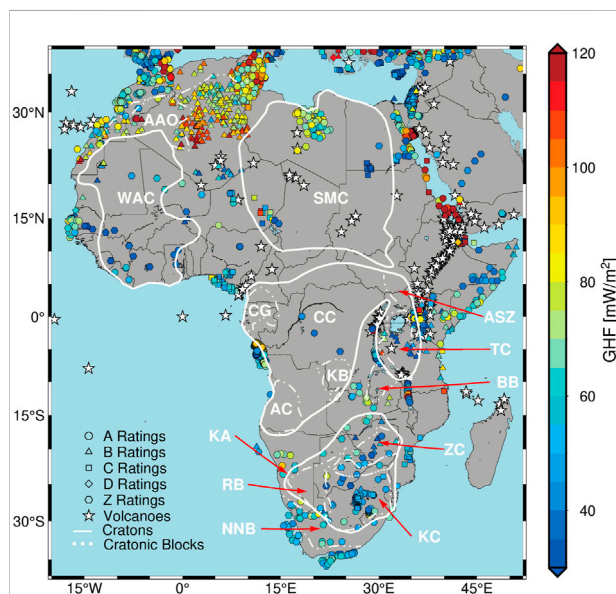 120
30°N
AAO
100
WAC
SMC
15°N
GHF [mW/m²]
80
CG
ASZ
0°
CC
TC
KB
BB
60
AC
15°S
KA
ZC
A Ratings
B Ratings
C Ratings
RB
D Ratings
Z Ratings
Volcanoes
NNB
KC
40
30°S
Cratons
Cratonic Blocks
15°W
0°
15°E
30°E
45°E